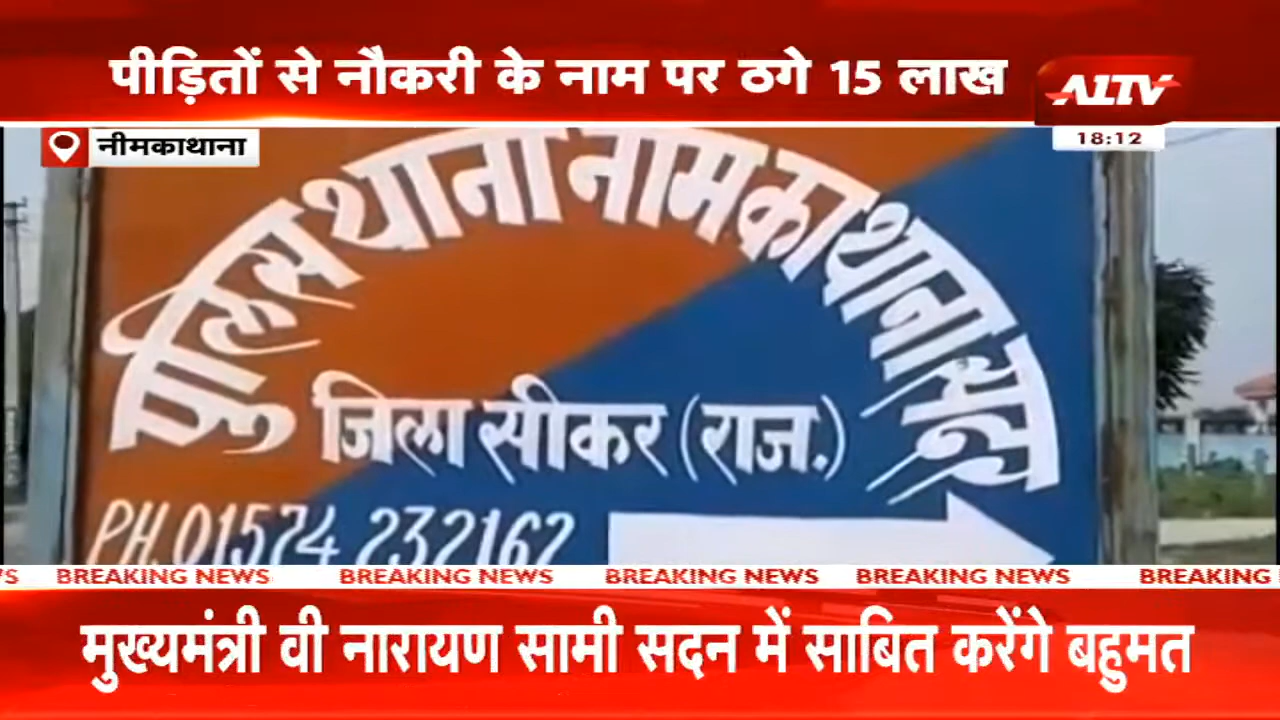 पीड़ितों से नौकरी के नाम पर ठगे 15 लाख
ALTV
18:12
नीमकाथाना
पुलिस थाना नीमकाथाना सदर
जिला सीकर (राज.)
PH. 01574 232162
BREAKING NEWS BREAKING NEWS BREAKING NEWS BREAKING NEWS BREAKING
मुख्यमंत्री वी नारायण सामी सदन में साबित करेंगे बहुमत